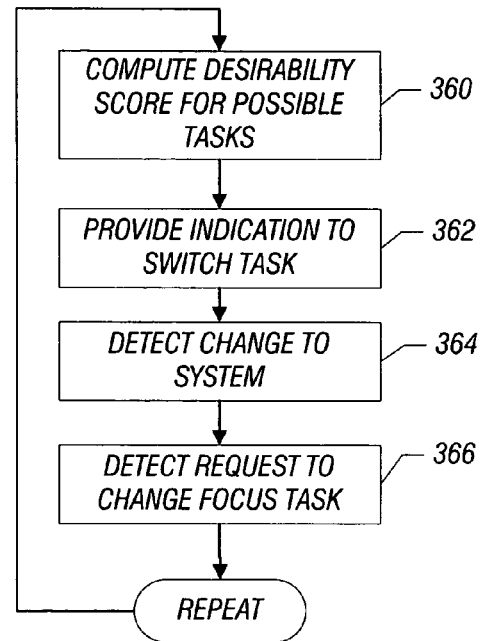 COMPUTE DESIRABILITY
SCORE FOR POSSIBLE
TASKS
360
PROVIDE INDICATION TO
SWITCH TASK
362
DETECT CHANGE TO
SYSTEM
364
DETECT REQUEST TO
CHANGE FOCUS TASK
366
REPEAT